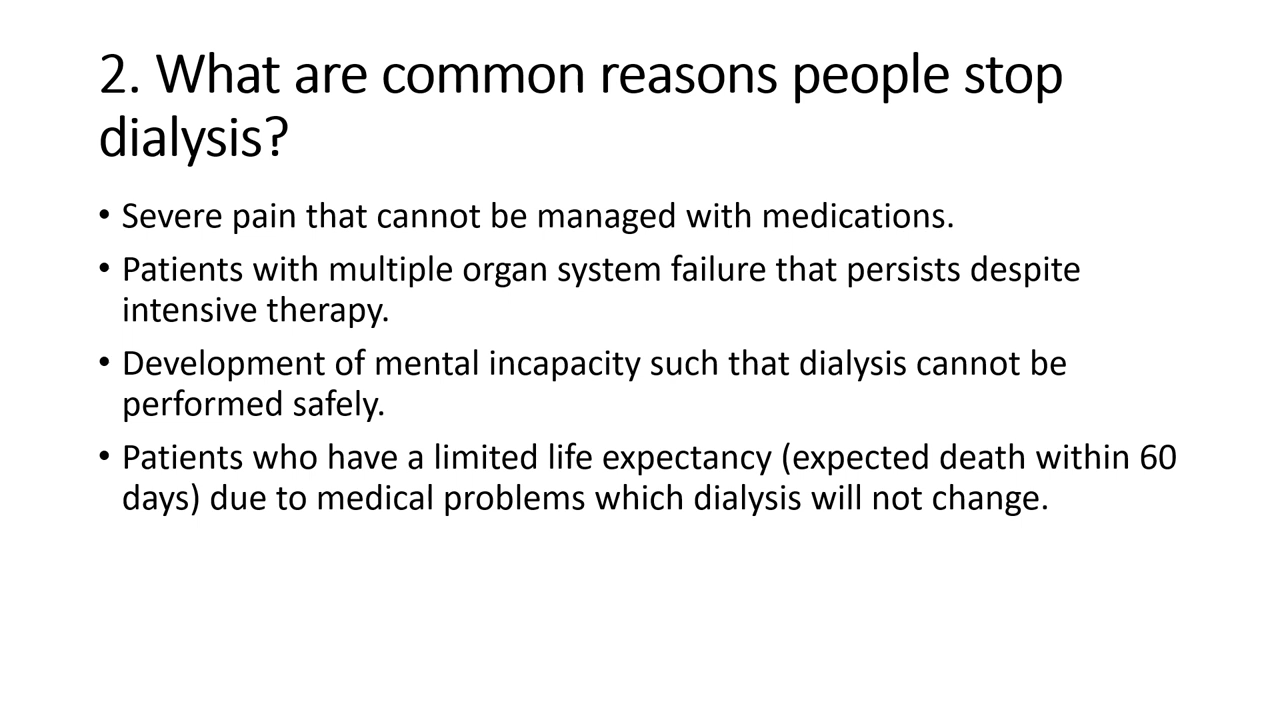 2. What are common reasons people stop
dialysis?
• Severe pain that cannot be managed with medications.
• Patients with multiple organ system failure that persists despite
intensive therapy.
• Development of mental incapacity such that dialysis cannot be
performed safely.
• Patients who have a limited life expectancy (expected death within 60
days) due to medical problems which dialysis will not change.